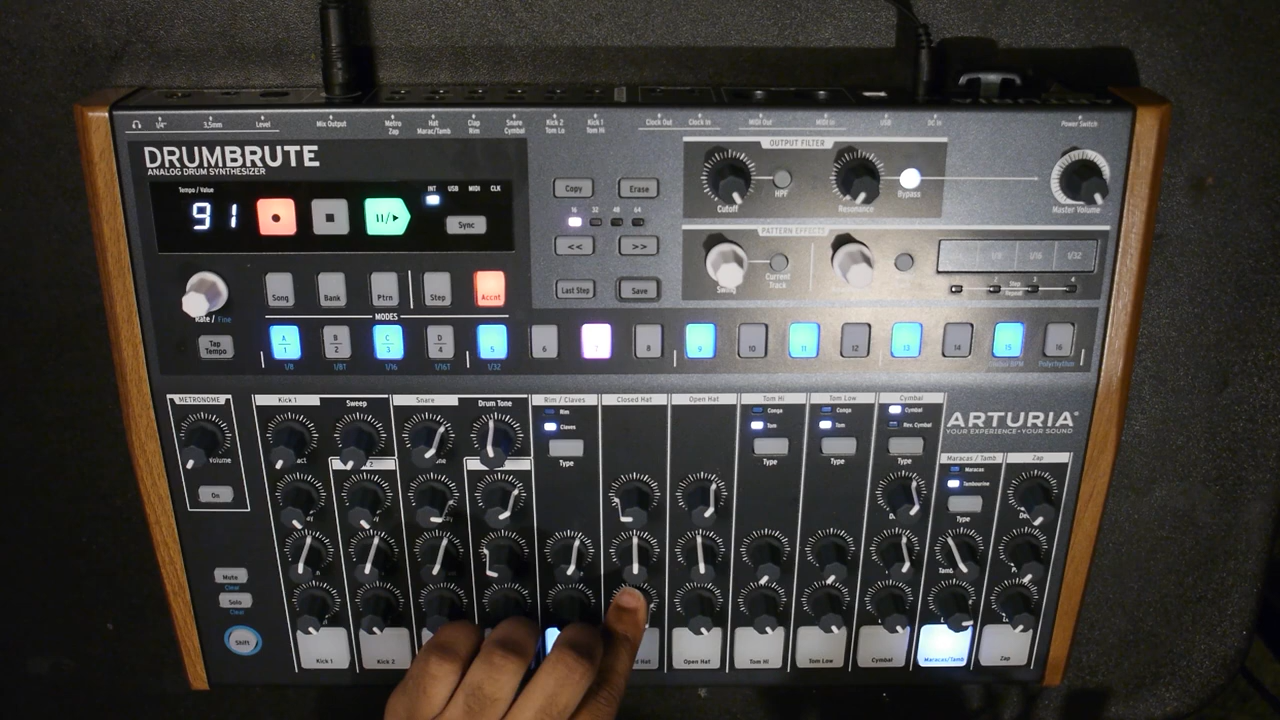 1/4" 3,5mm Level Mix Output Metro Hat Clap Snare Kick 2 Kick 1 Clock Out Clock In MIDI Out MIDI In USB DC In Power Switch
Zap Marac/Tamb Rim Cymbal Tom Lo Tom Hi
DRUMBRUTE
ANALOG DRUM SYNTHESIZER
Tempo / Value INT USB MIDI CLK
91
Sync
Copy Erase
16 32 48 64
<< >>
Last Step Save
OUTPUT FILTER
Cutoff HPF Resonance Bypass Master Volume
PATTERN EFFECTS
Swing Current
Track
1/8 1/16 1/32
Step
Repeat
Rate / Fine
Song Bank Ptrn Step Accnt
MODES
Tap
Tempo
A B C D
1 2 3 4 5 6 7 8 9 10 11 12 13 14 15 16
1/8 1/8T 1/16 1/16T 1/32 Polyrhythm
METRONOME
Volume
On
Kick 1 Sweep Snare Drum Tone
Rim / Claves Closed Hat Open Hat Tom Hi Tom Low Cymbal
Rim
Claves
Type
Conga
Tom
Type
Conga
Tom
Type
Cymbal
Rev. Cymbal
Type
ARTURIA
YOUR EXPERIENCE • YOUR SOUND
Maracas / Tamb. Zap
Maracas
Tambourine
Type
Mute
Clear
Solo
Clear
Shift
Kick 1 Kick 2 Hat Open Hat Tom Hi Tom Low Cymbal Maracas/Tamb Zap